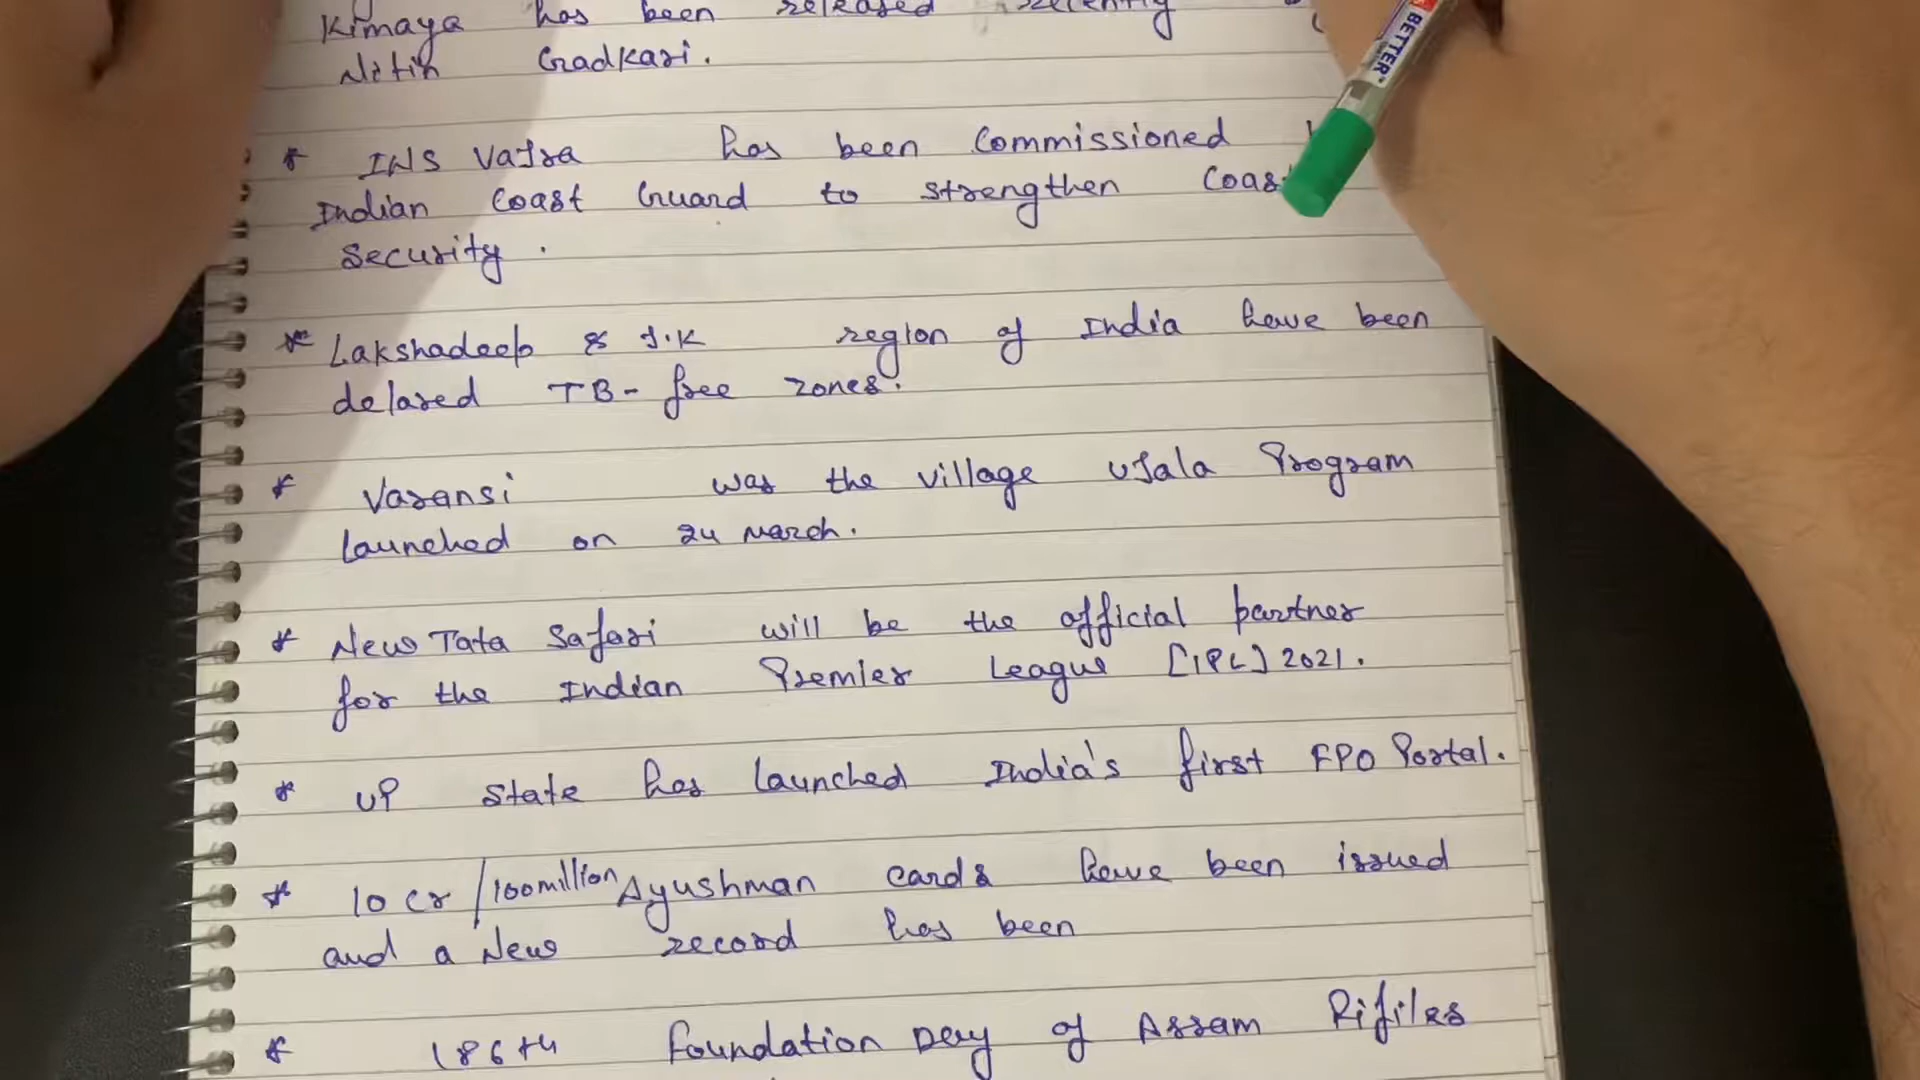 Kimaya has been released recently
Nitin Gradkari.
* INS Vajra has been Commissioned
Indian Coast Guard to strengthen Coas
Security.
* Lakshadeep & J.K region of India have been
delared TB-free zones.
* Varansi was the village uJala Program
launched on 24 March.
* New Tata Safari will be the official partner
for the Indian Premier League [IPL] 2021.
* UP state has launched India's first FPO Portal.
* 10 cr/100million Ayushman cards have been issued
and a New record has been
* 186th foundation Day of Assam Rifiles
BETTER